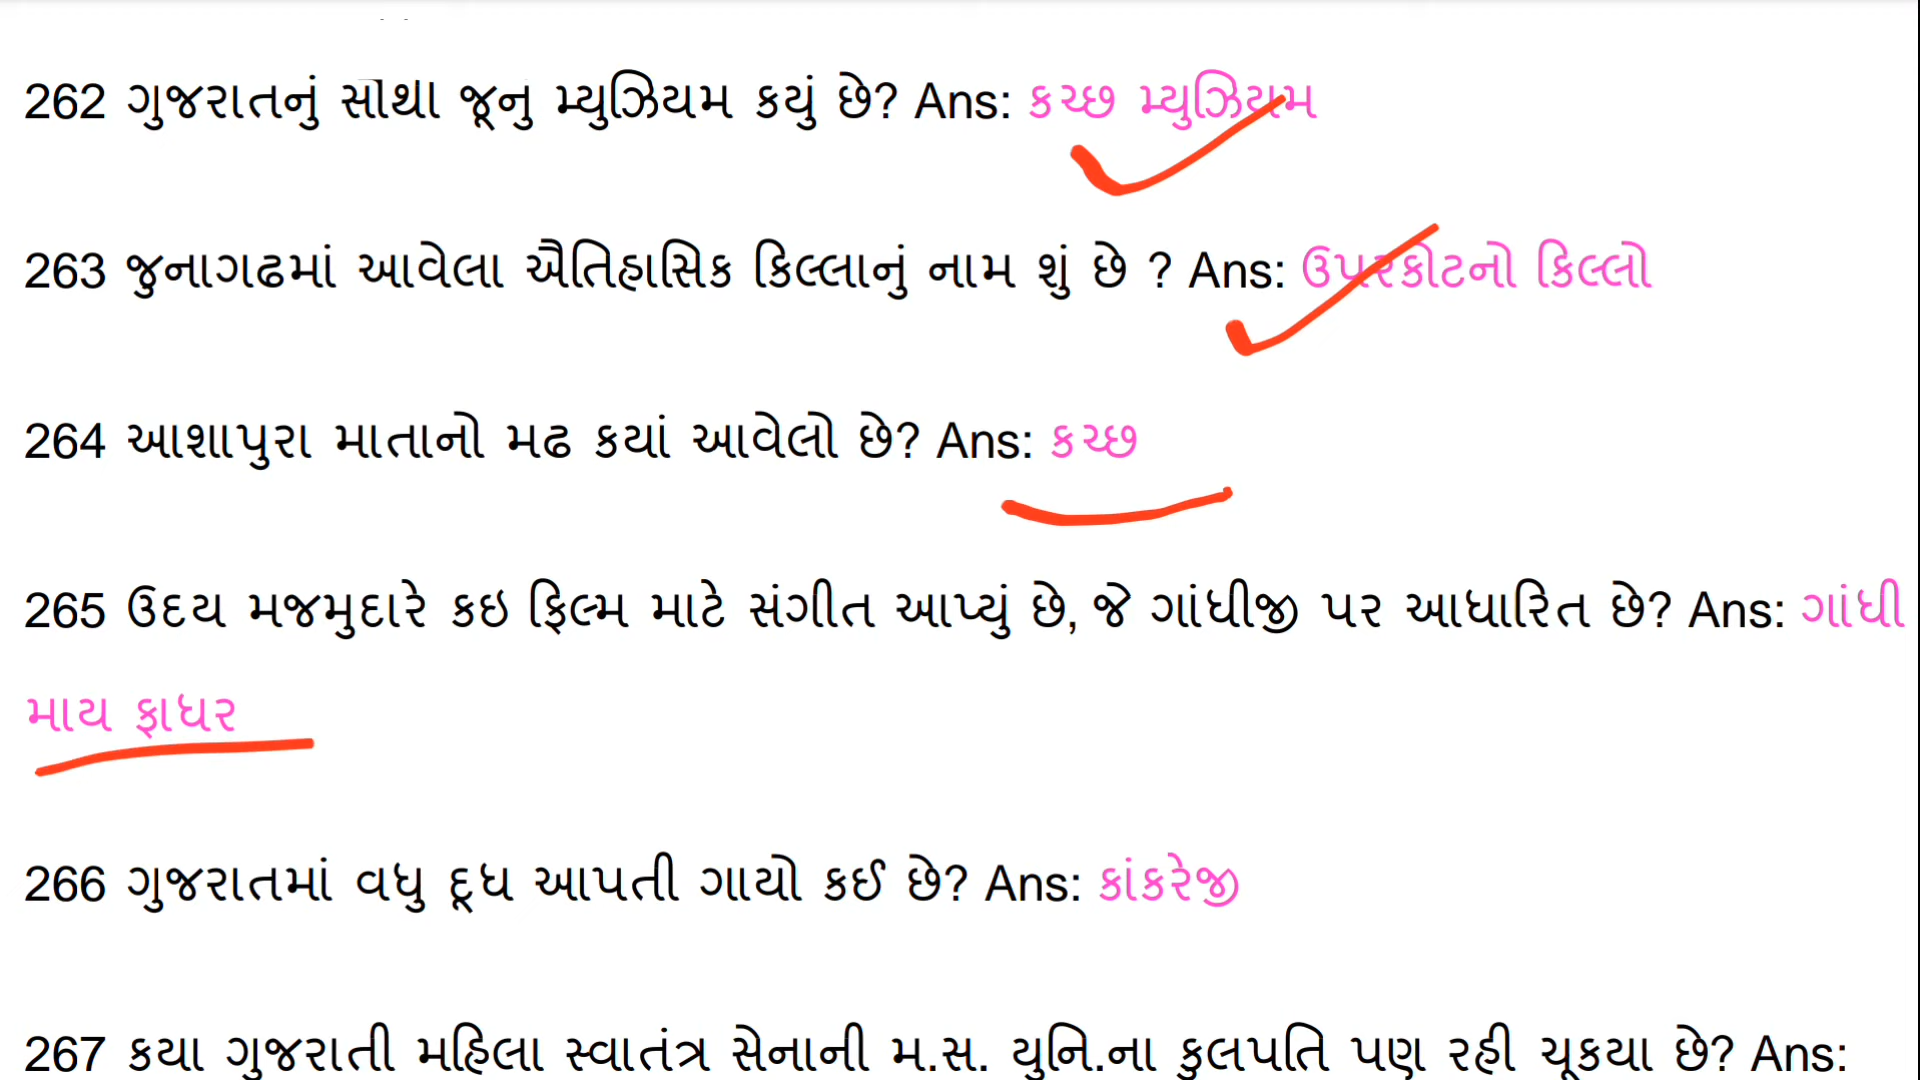 262 ગુજરાતનું સૌથી જૂનુ મ્યુઝિયમ કયું છે? Ans: કચ્છ મ્યુઝિયમ
263 જુનાગઢમાં આવેલા ઐતિહાસિક કિલ્લાનું નામ શું છે ? Ans: ઉપરકોટનો કિલ્લો
264 આશાપુરા માતાનો મઢ કયાં આવેલો છે? Ans: કચ્છ
265 ઉદય મજમુદારે કઇ ફિલ્મ માટે સંગીત આપ્યું છે, જે ગાંધીજી પર આધારિત છે? Ans: ગાંધી
માય ફાધર
266 ગુજરાતમાં વધુ દૂધ આપતી ગાયો કઈ છે? Ans: કાંકરેજી
267 કયા ગુજરાતી મહિલા સ્વાતંત્ર સેનાની મ.સ. યુનિ.ના કુલપતિ પણ રહી ચૂકયા છે? Ans: